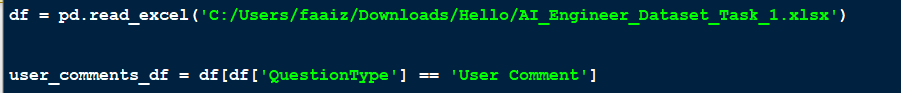 df = pd.read_excel('C:/Users/faaiz/Downloads/Hello/AI_Engineer_Dataset_Task_1.xlsx')
user_comments_df = df[df['QuestionType'] == 'User Comment']